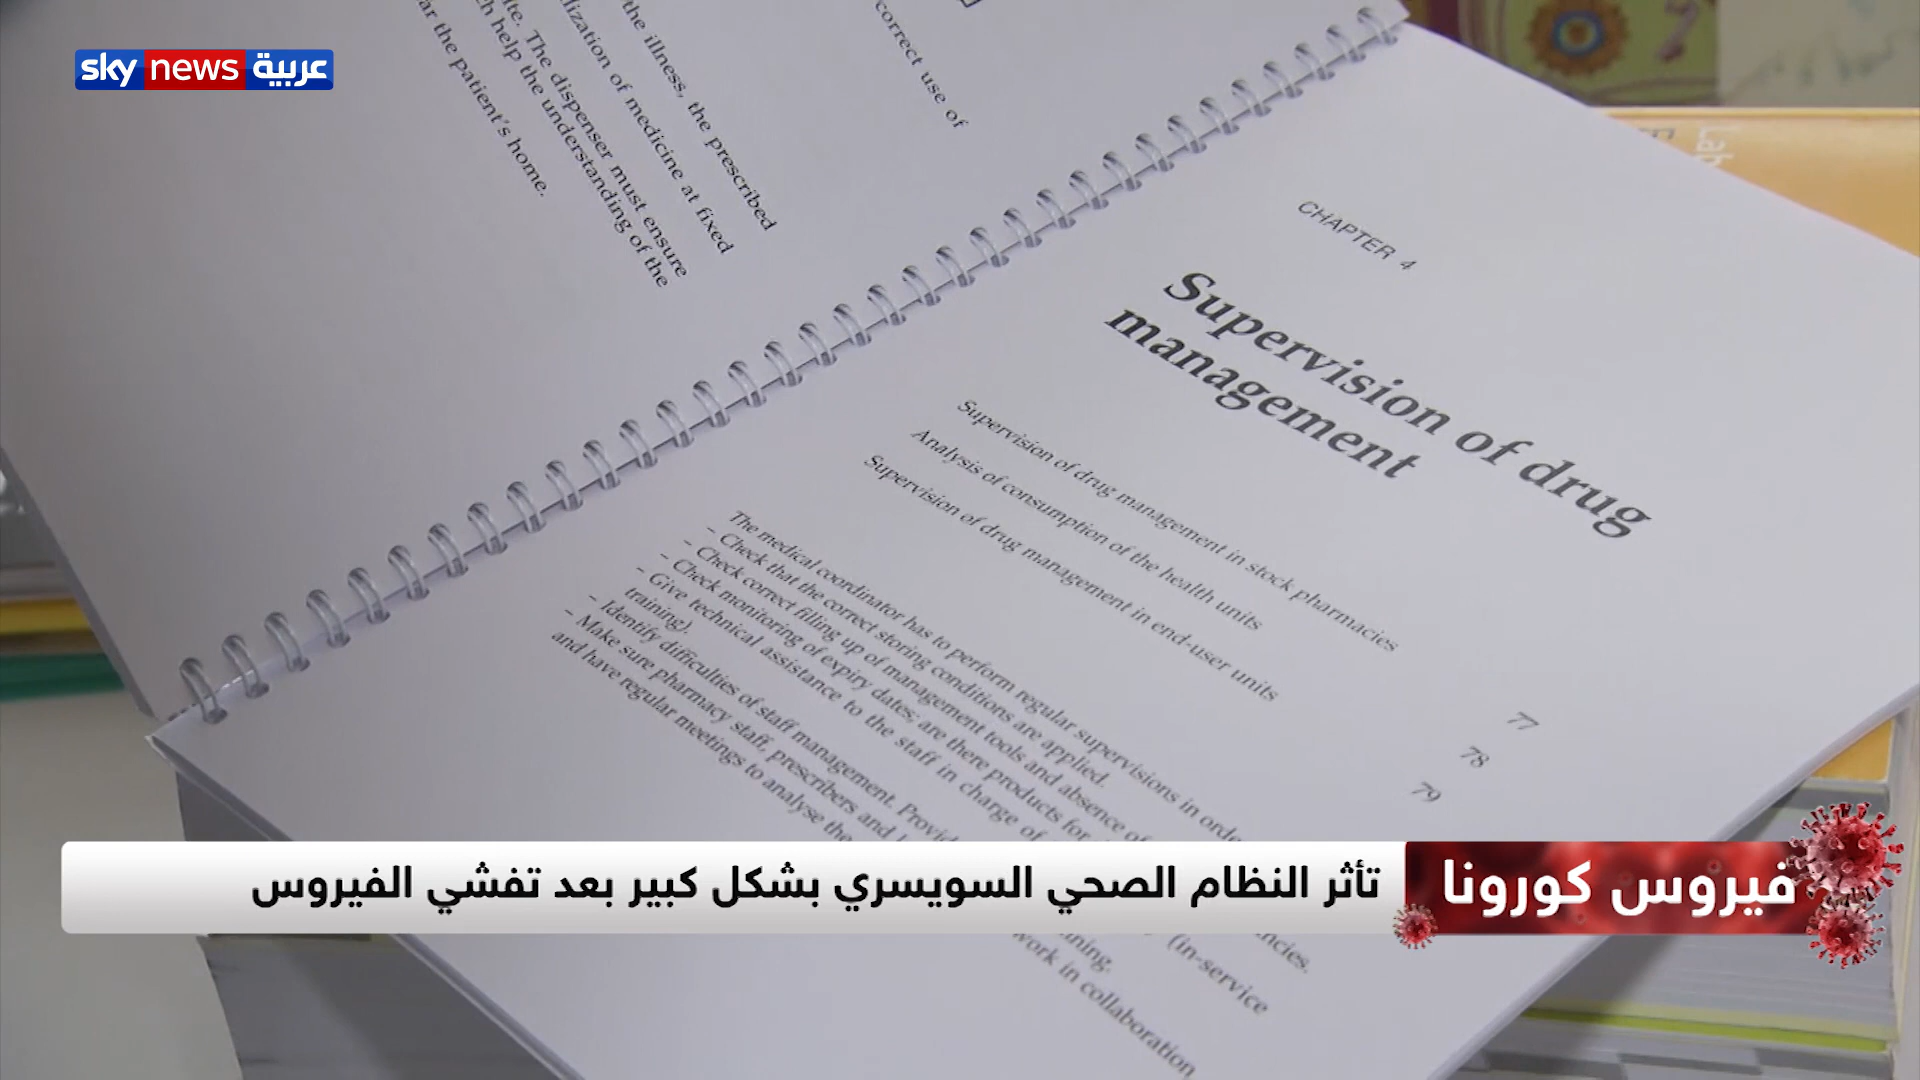 sky news عربية
correct use of
the illness, the prescribed
lization of medicine at fixed
The dispenser must ensure
help the understanding of the
the patient's home.
CHAPTER 4
Supervision of drug
management
Supervision of drug management in stock pharmacies 77
Analysis of consumption of the health units 78
Supervision of drug management in end-user units 79
The medical coordinator has to perform regular supervisions in orde
– Check that the correct storing conditions are applied.
– Check correct filling up of management tools and absence of
– Check monitoring of expiry dates; are there products for
– Give technical assistance to the staff in charge of
(in-service
training).
– Identify difficulties of staff management. Provid
– Make sure pharmacy staff, prescribers and
work in collaboration
and have regular meetings to analyse the
فيروس كورونا
تأثر النظام الصحي السويسري بشكل كبير بعد تفشي الفيروس